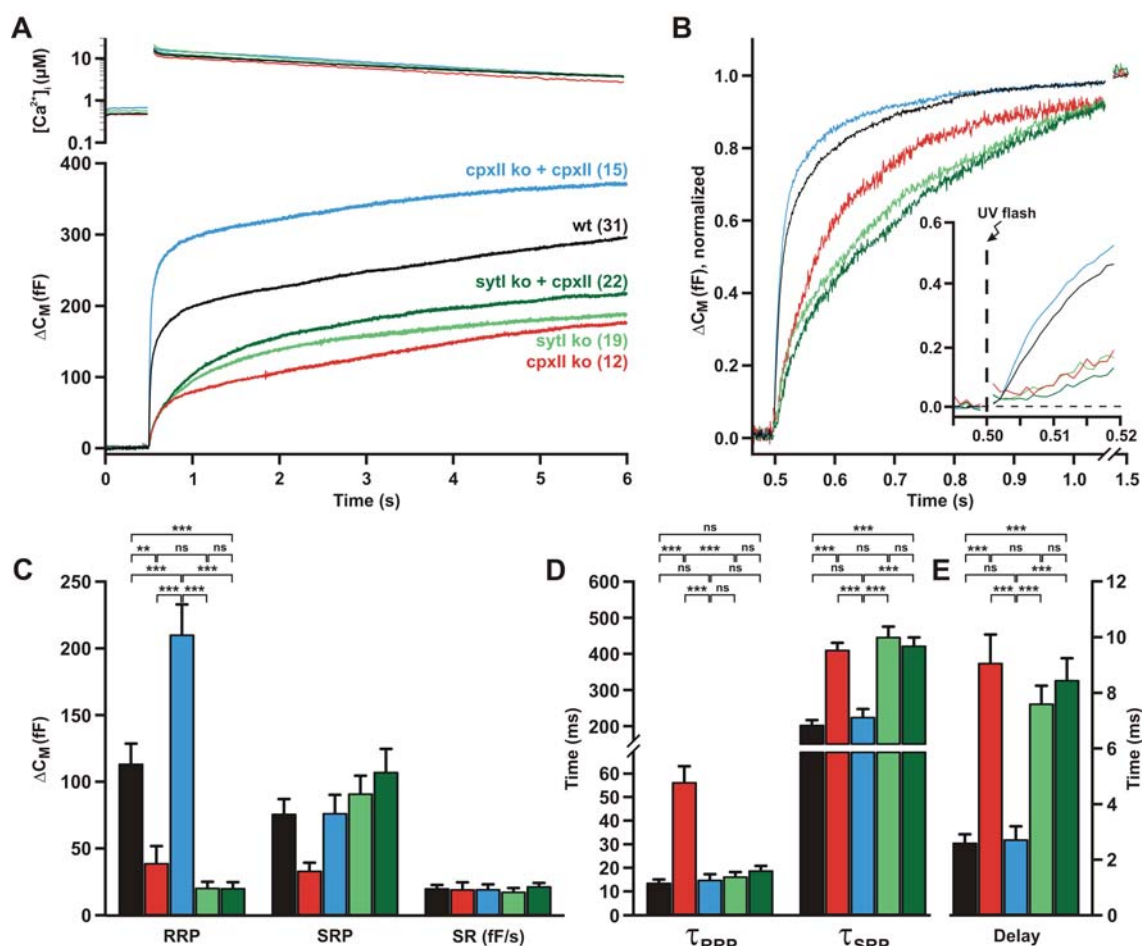 A
[Ca2+]i (μM)
10
1
0.1
400
300
200
100
0
ΔCM (fF)
cpxII ko + cpxII (15)
wt (31)
sytI ko + cpxII (22)
sytI ko (19)
cpxII ko (12)
0 1 2 3 4 5 6
Time (s)
B
ΔCM (fF), normalized
1.0
0.8
0.6
0.4
0.2
0.0
UV flash
0.6
0.4
0.2
0.0
0.50 0.51 0.52
0.5 0.6 0.7 0.8 0.9 1.0 1.5
Time (s)
C
***
** ns ns
*** ***
*** ***
250
200
150
100
50
0
ΔCM (fF)
RRP SRP SR (fF/s)
D
ns
*** *** ns
ns ns
*** ns
***
*** ns ns
ns ***
*** ***
600
500
400
300
200
60
50
40
30
20
10
0
Time (ms)
τRRP τSRP
E
***
*** ns ns
ns ***
*** ***
12
10
8
6
4
2
0
Time (ms)
Delay